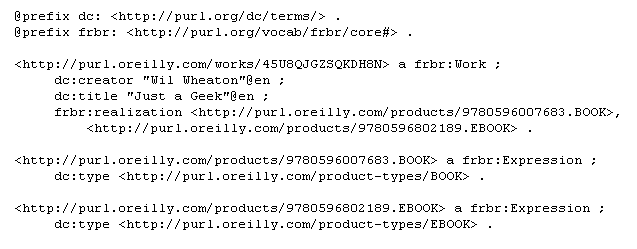 @prefix dc: <http://purl.org/dc/terms/> .
@prefix frbr: <http://purl.org/vocab/frbr/core#> .
<http://purl.oreilly.com/works/45U8QJGZSQKDH8N> a frbr:Work ;
dc:creator "Wil Wheaton"@en ;
dc:title "Just a Geek"@en ;
frbr:realization <http://purl.oreilly.com/products/9780596007683.BOOK>,
<http://purl.oreilly.com/products/9780596802189.EBOOK> .
<http://purl.oreilly.com/products/9780596007683.BOOK> a frbr:Expression ;
dc:type <http://purl.oreilly.com/product-types/BOOK> .
<http://purl.oreilly.com/products/9780596802189.EBOOK> a frbr:Expression ;
dc:type <http://purl.oreilly.com/product-types/EBOOK> .